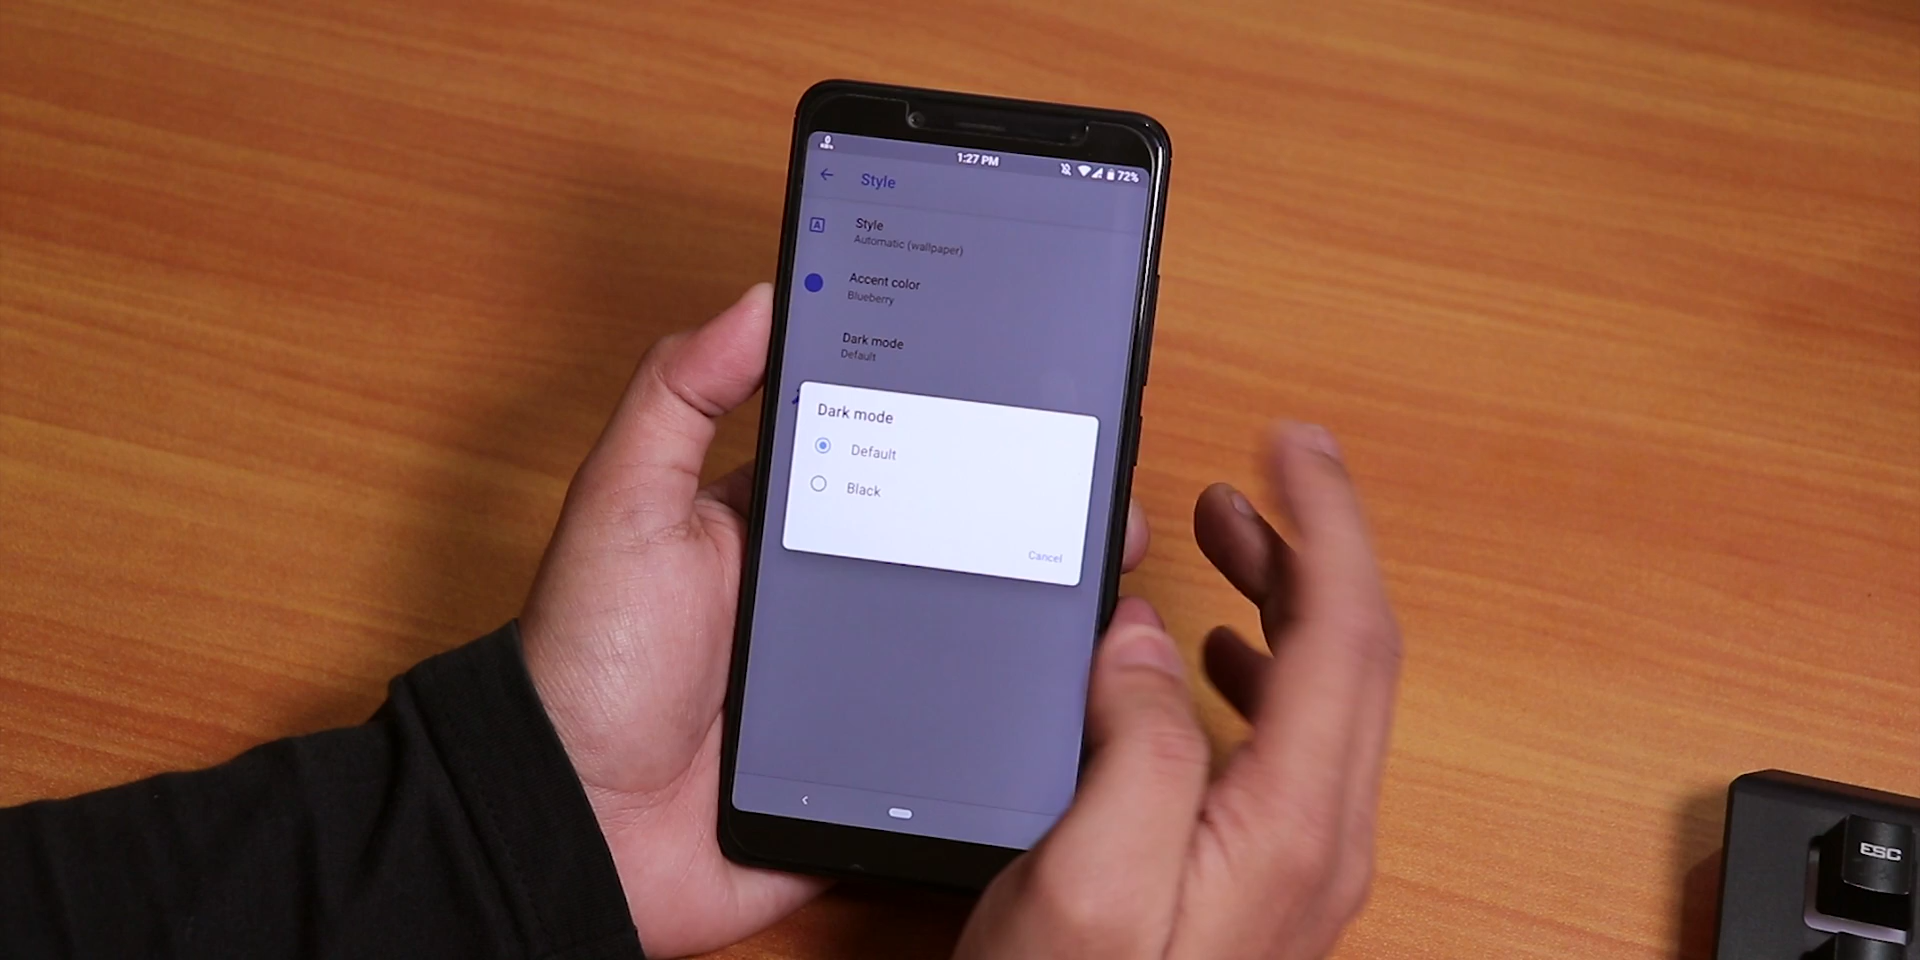 1:27 PM
72%
Style
A
Style
Automatic (wallpaper)
Accent color
Blueberry
Dark mode
Default
Dark mode
Default
Black
Cancel
ESC